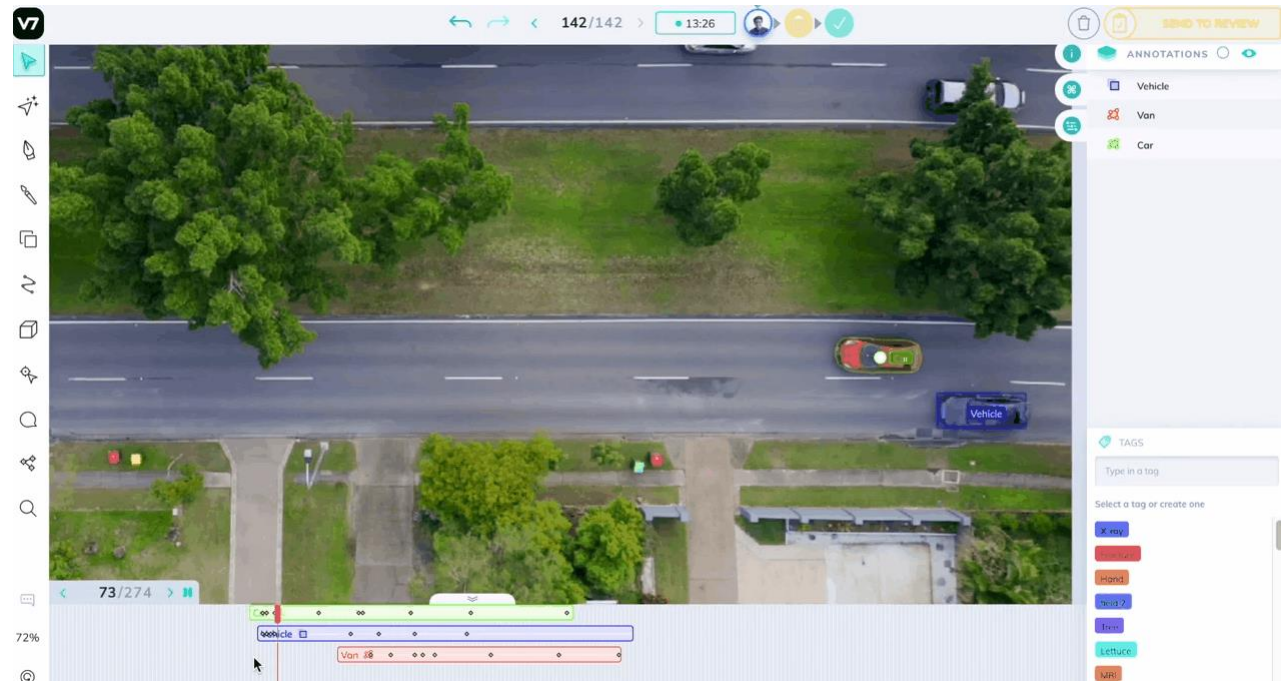 V7
142/142
13:26
SEND TO REVIEW
ANNOTATIONS
Vehicle
Van
Car
Vehicle
TAGS
Type in a tag
Select a tag or create one
X-ray
Hand
Tree
Lettuce
MRI
73/274
Van
72%